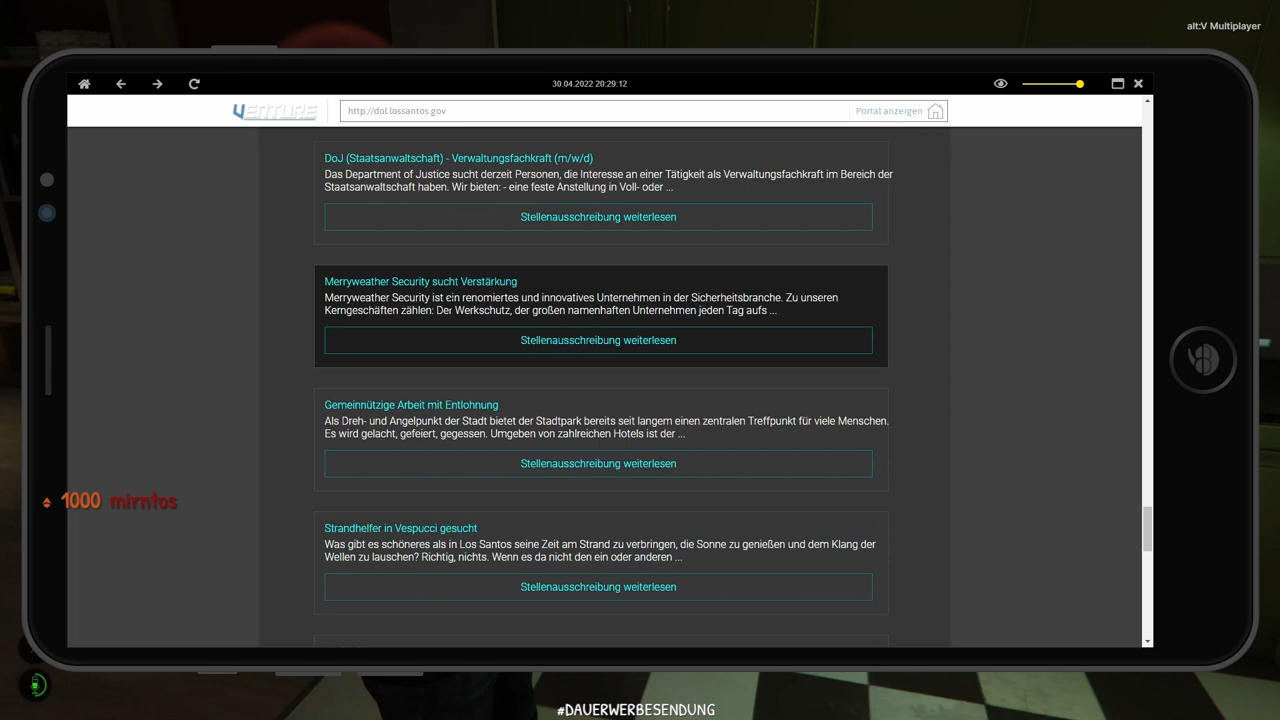 alt:V Multiplayer
30.04.2022 20:29:12
VENTURE
http://dol.lossantos.gov
Portal anzeigen
DoJ (Staatsanwaltschaft) - Verwaltungsfachkraft (m/w/d)
Das Department of Justice sucht derzeit Personen, die Interesse an einer Tätigkeit als Verwaltungsfachkraft im Bereich der
Staatsanwaltschaft haben. Wir bieten: - eine feste Anstellung in Voll- oder ...
Stellenausschreibung weiterlesen
Merryweather Security sucht Verstärkung
Merryweather Security ist ein renomiertes und innovatives Unternehmen in der Sicherheitsbranche. Zu unseren
Kerngeschäften zählen: Der Werkschutz, der großen namenhaften Unternehmen jeden Tag aufs ...
Stellenausschreibung weiterlesen
Gemeinnützige Arbeit mit Entlohnung
Als Dreh- und Angelpunkt der Stadt bietet der Stadtpark bereits seit langem einen zentralen Treffpunkt für viele Menschen.
Es wird gelacht, gefeiert, gegessen. Umgeben von zahlreichen Hotels ist der ...
Stellenausschreibung weiterlesen
1000 mirntos
Strandhelfer in Vespucci gesucht
Was gibt es schöneres als in Los Santos seine Zeit am Strand zu verbringen, die Sonne zu genießen und dem Klang der
Wellen zu lauschen? Richtig, nichts. Wenn es da nicht den ein oder anderen ...
Stellenausschreibung weiterlesen
#DAUERWERBESENDUNG